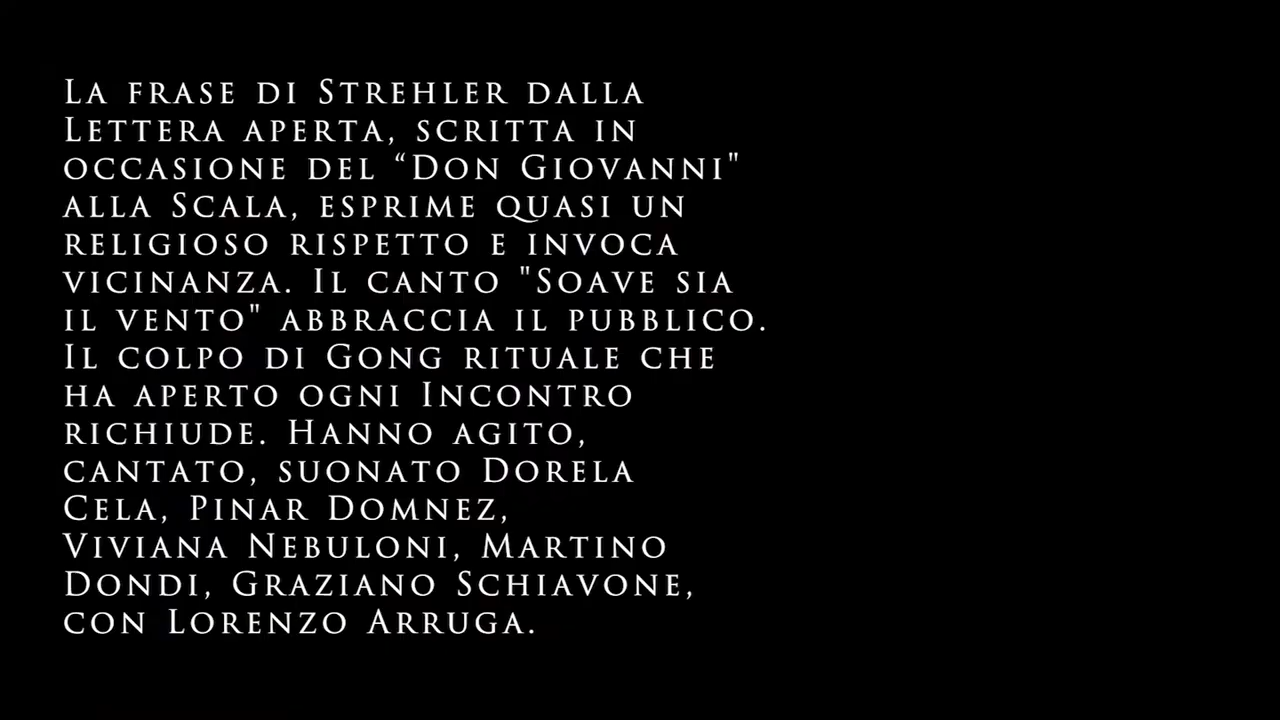 La frase di Strehler dalla
Lettera aperta, scritta in
occasione del “Don Giovanni"
alla Scala, esprime quasi un
religioso rispetto e invoca
vicinanza. Il canto "Soave sia
il vento" abbraccia il pubblico.
Il colpo di Gong rituale che
ha aperto ogni Incontro
richiude. Hanno agito,
cantato, suonato Dorela
Cela, Pinar Domnez,
Viviana Nebuloni, Martino
Dondi, Graziano Schiavone,
con Lorenzo Arruga.